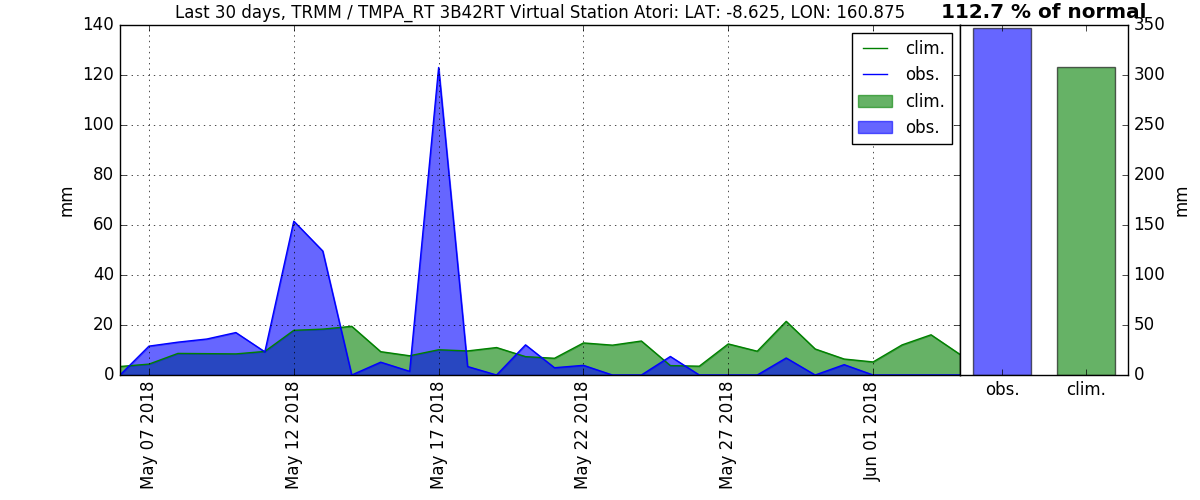 Last 30 days, TRMM / TMPA_RT 3B42RT Virtual Station Atori: LAT: -8.625, LON: 160.875
112.7 % of normal
140
120
100
80
60
40
20
0
mm
clim.
obs.
clim.
obs.
May 07 2018
May 12 2018
May 17 2018
May 22 2018
May 27 2018
Jun 01 2018
350
300
250
200
150
100
50
0
mm
obs.
clim.